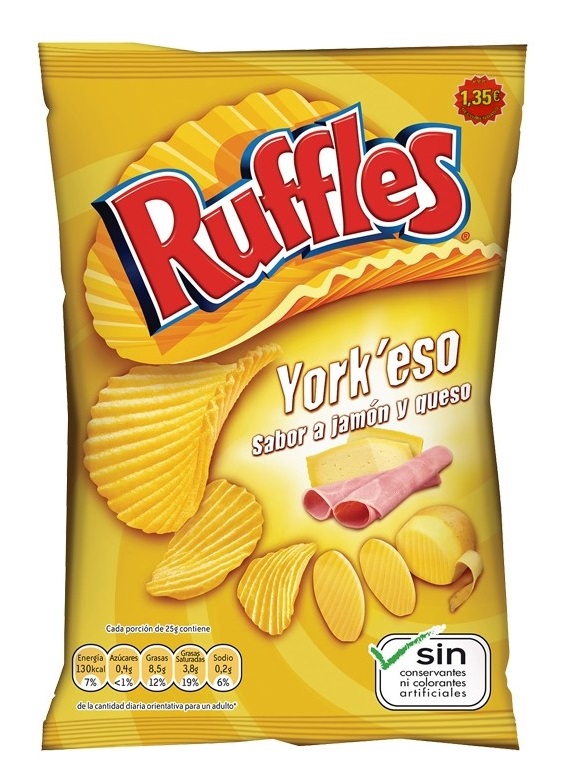 1,35€
Ruffles®
York'eso
Sabor a jamón y queso
Cada porción de 25g contiene
Energía Azúcares Grasas Grasas Saturadas Sodio
130kcal 0,4g 8,5g 3,8g 0,2g
7% <1% 12% 19% 6%
de la cantidad diaria orientativa para un adulto*
sin
conservantes
ni colorantes
artificiales